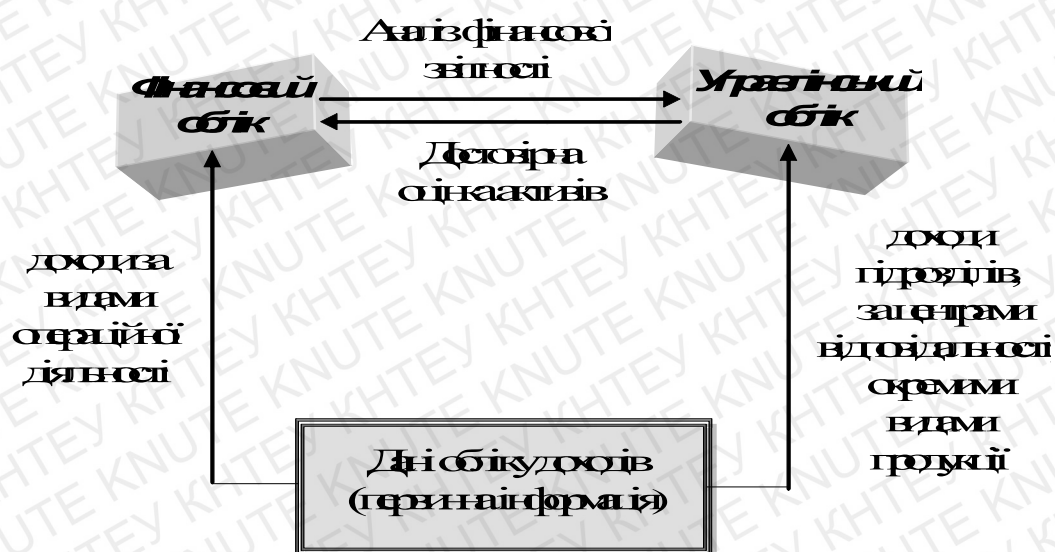 Аналіз фінансової
звітності
Фінансовий
облік
Управлінський
облік
Достовірна
оцінка активів
доходи за
видами
операційної
діяльності
доходи
підрозділів,
за центрами
відповідальності
окремими
видами
продукції
Дані обліку доходів
(первинна інформація)